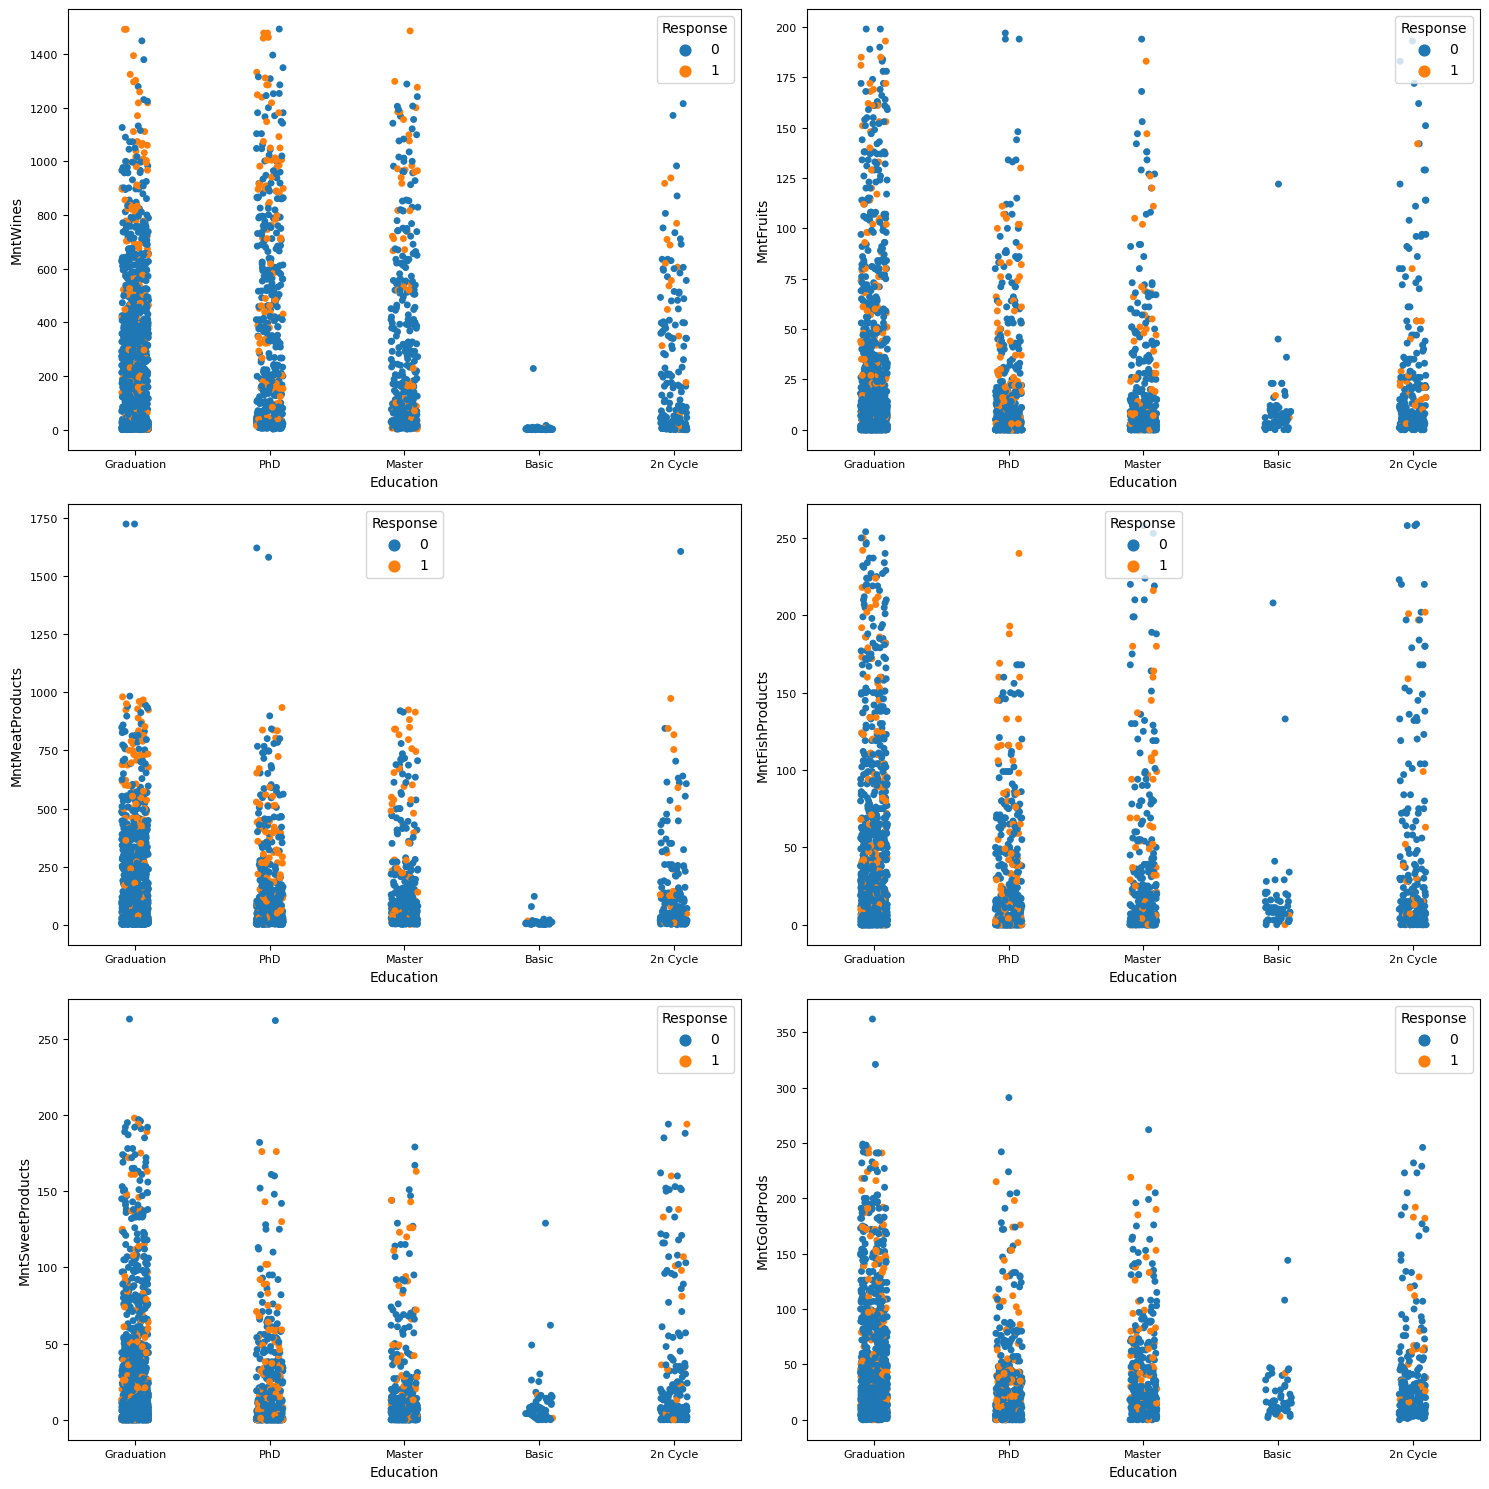 Response
0
1
MntWines
1400
1200
1000
800
600
400
200
0
Graduation PhD Master Basic 2n Cycle
Education
Response
0
1
MntFruits
200
175
150
125
100
75
50
25
0
Graduation PhD Master Basic 2n Cycle
Education
Response
0
1
MntMeatProducts
1750
1500
1250
1000
750
500
250
0
Graduation PhD Master Basic 2n Cycle
Education
Response
0
1
MntFishProducts
250
200
150
100
50
0
Graduation PhD Master Basic 2n Cycle
Education
Response
0
1
MntSweetProducts
250
200
150
100
50
0
Graduation PhD Master Basic 2n Cycle
Education
Response
0
1
MntGoldProds
350
300
250
200
150
100
50
0
Graduation PhD Master Basic 2n Cycle
Education